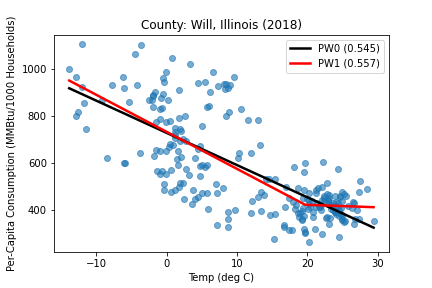 County: Will, Illinois (2018)
PW0 (0.545)
PW1 (0.557)
Per-Capita Consumption (MMBtu/1000 Households)
1000
800
600
400
−10
0
10
20
30
Temp (deg C)